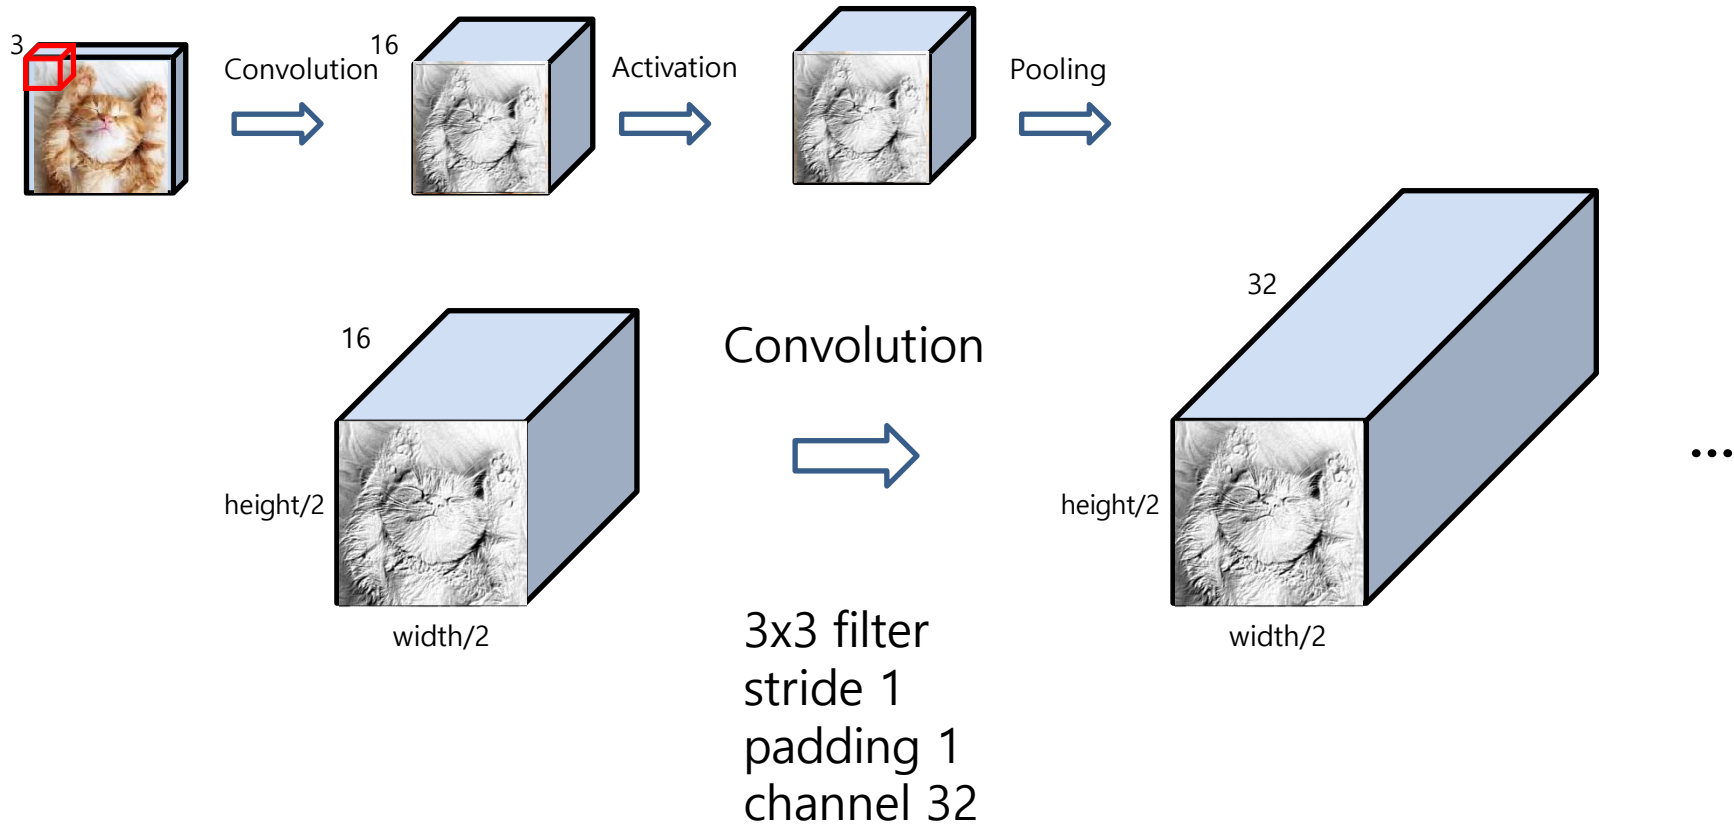 3
Convolution
16
Activation
Pooling
16
Convolution
32
height/2
height/2
...
width/2
width/2
3x3 filter
stride 1
padding 1
channel 32